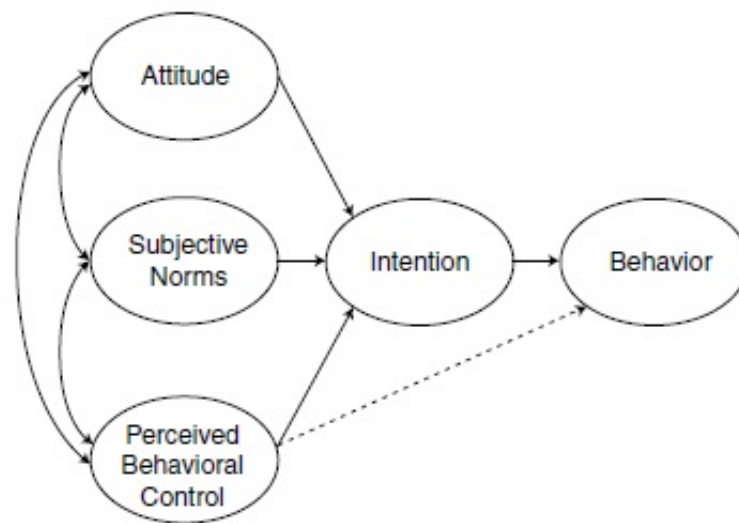 Attitude
Subjective
Norms
Intention
Behavior
Perceived
Behavioral
Control